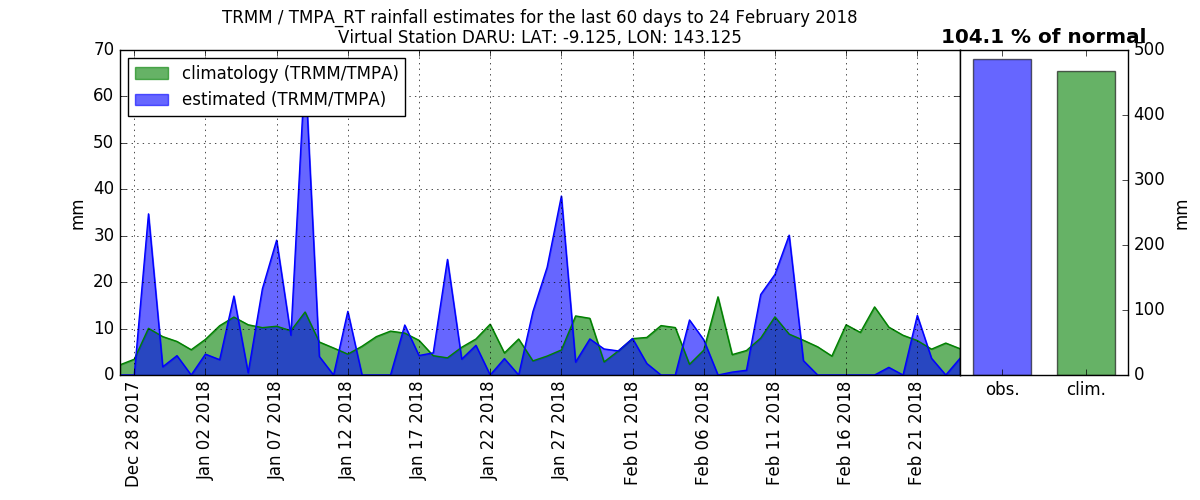 TRMM / TMPA_RT rainfall estimates for the last 60 days to 24 February 2018
Virtual Station DARU: LAT: -9.125, LON: 143.125
104.1 % of normal
climatology (TRMM/TMPA)
estimated (TRMM/TMPA)
70
60
50
40
30
20
10
0
mm
Dec 28 2017
Jan 02 2018
Jan 07 2018
Jan 12 2018
Jan 17 2018
Jan 22 2018
Jan 27 2018
Feb 01 2018
Feb 06 2018
Feb 11 2018
Feb 16 2018
Feb 21 2018
obs.
clim.
500
400
300
200
100
0
mm